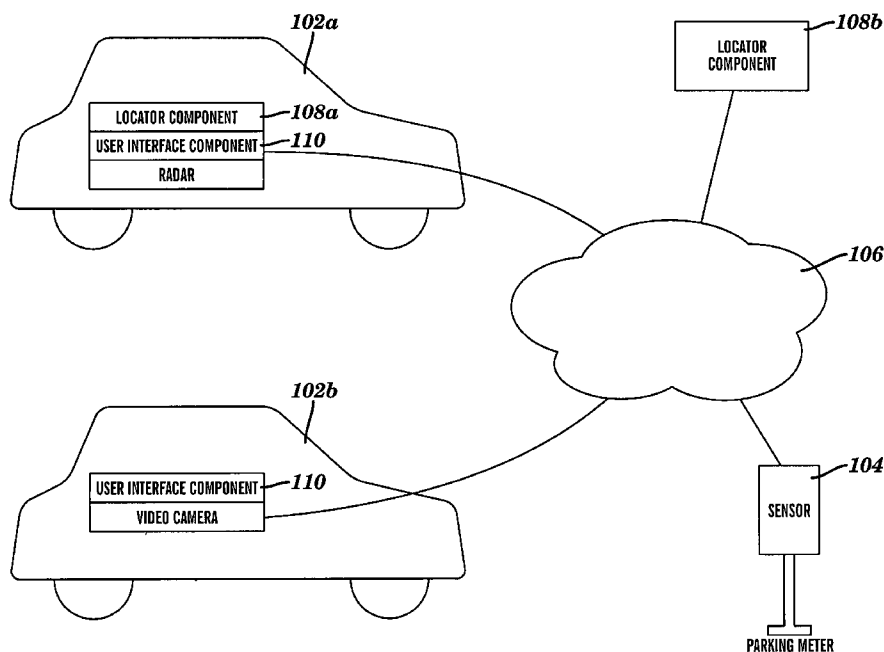 102a
108b
LOCATOR COMPONENT
LOCATOR COMPONENT
108a
USER INTERFACE COMPONENT
110
RADAR
106
102b
104
USER INTERFACE COMPONENT
110
VIDEO CAMERA
SENSOR
PARKING METER